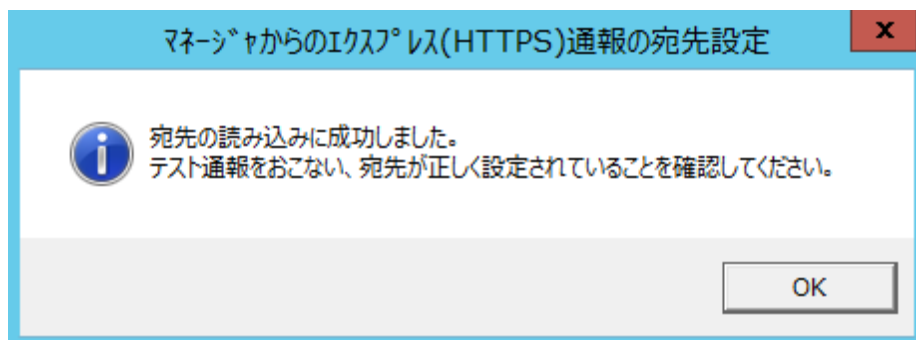 ﾏﾈｰｼﾞｬからのｴｸｽﾌﾟﾚｽ(HTTPS)通報の宛先設定
x
宛先の読み込みに成功しました。
テスト通報をおこない、宛先が正しく設定されていることを確認してください。
OK